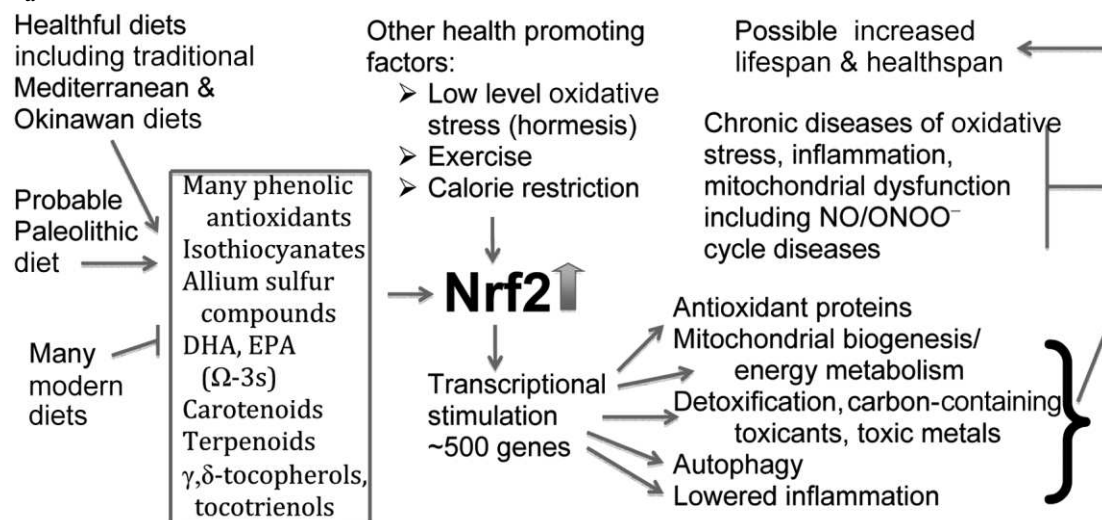 Healthful diets
including traditional
Mediterranean &
Okinawan diets
Probable
Paleolithic
diet
Many
modern
diets
Many phenolic
antioxidants
Isothiocyanates
Allium sulfur
compounds
DHA, EPA
(Ω-3s)
Carotenoids
Terpenoids
γ,δ-tocopherols,
tocotrienols
Other health promoting
factors:
➢ Low level oxidative
stress (hormesis)
➢ Exercise
➢ Calorie restriction
Nrf2
Transcriptional
stimulation
~500 genes
Possible increased
lifespan & healthspan
Chronic diseases of oxidative
stress, inflammation,
mitochondrial dysfunction
including NO/ONOO⁻
cycle diseases
Antioxidant proteins
Mitochondrial biogenesis/
energy metabolism
Detoxification, carbon-containing
toxicants, toxic metals
Autophagy
Lowered inflammation